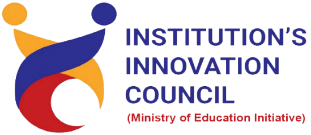 INSTITUTION'S
INNOVATION
COUNCIL
(Ministry of Education Initiative)